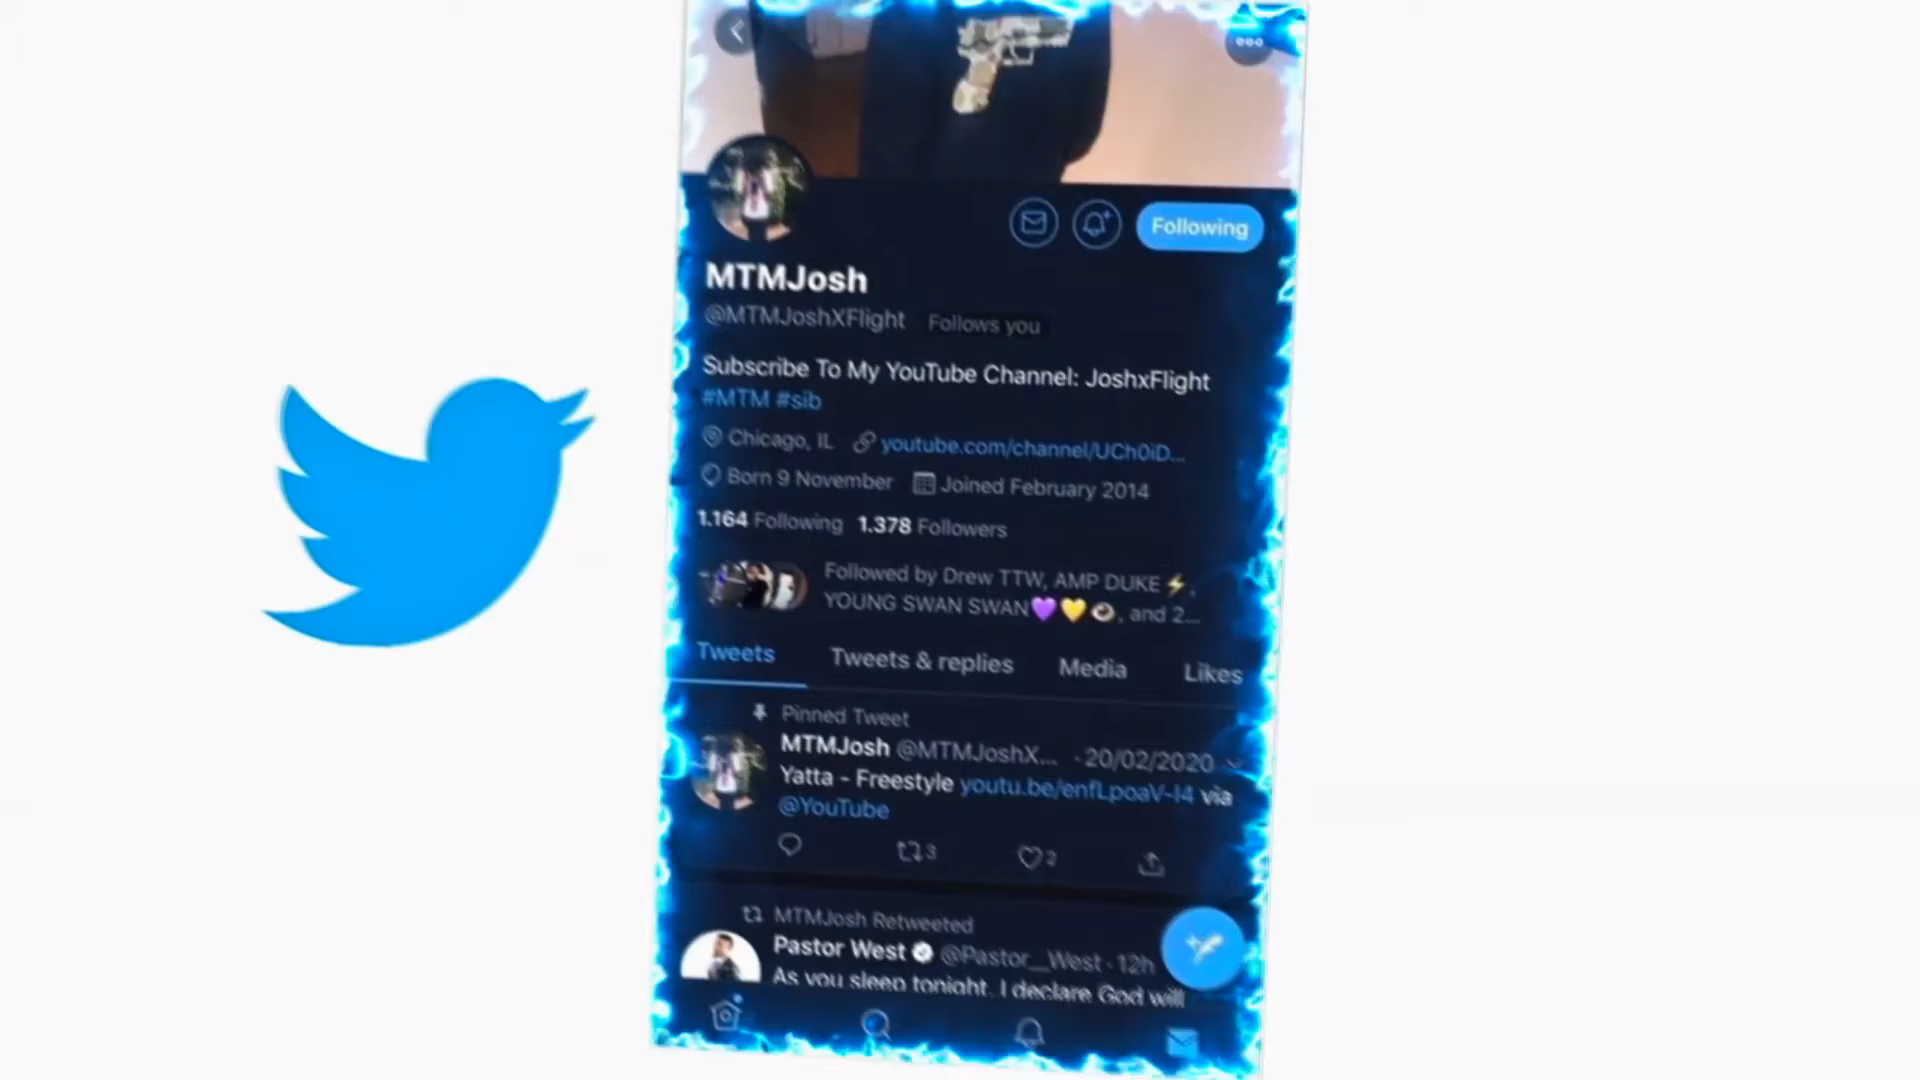 Following
MTMJosh
@MTMJoshXFlight Follows you
Subscribe To My YouTube Channel: JoshxFlight
#MTM #sib
Chicago, IL youtube.com/channel/UCh0iD...
Born 9 November Joined February 2014
1.164 Following 1.378 Followers
Followed by Drew TTW, AMP DUKE⚡,
YOUNG SWAN SWAN💜💛👁, and 2...
Tweets Tweets & replies Media Likes
Pinned Tweet
MTMJosh @MTMJoshX... · 20/02/2020
Yatta - Freestyle youtu.be/enfLpoaV-I4 via
@YouTube
3 2
MTMJosh Retweeted
Pastor West @Pastor__West · 12h
As you sleep tonight, I declare God will